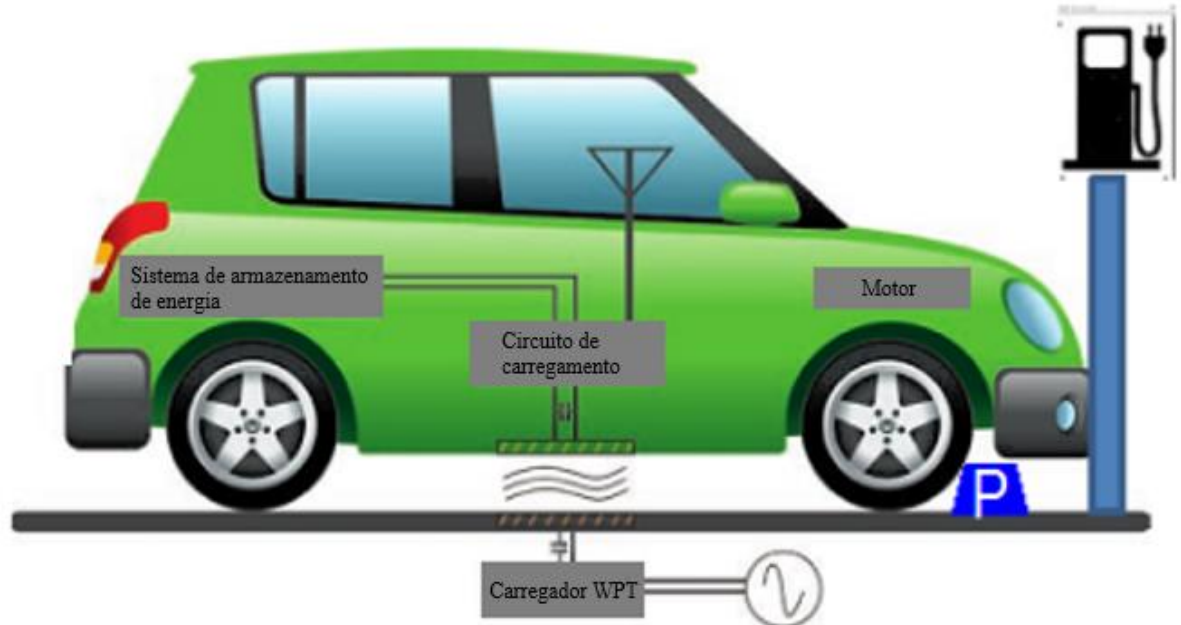 Sistema de armazenamento
de energia
Motor
Circuito de
carregamento
P
Carregador WPT